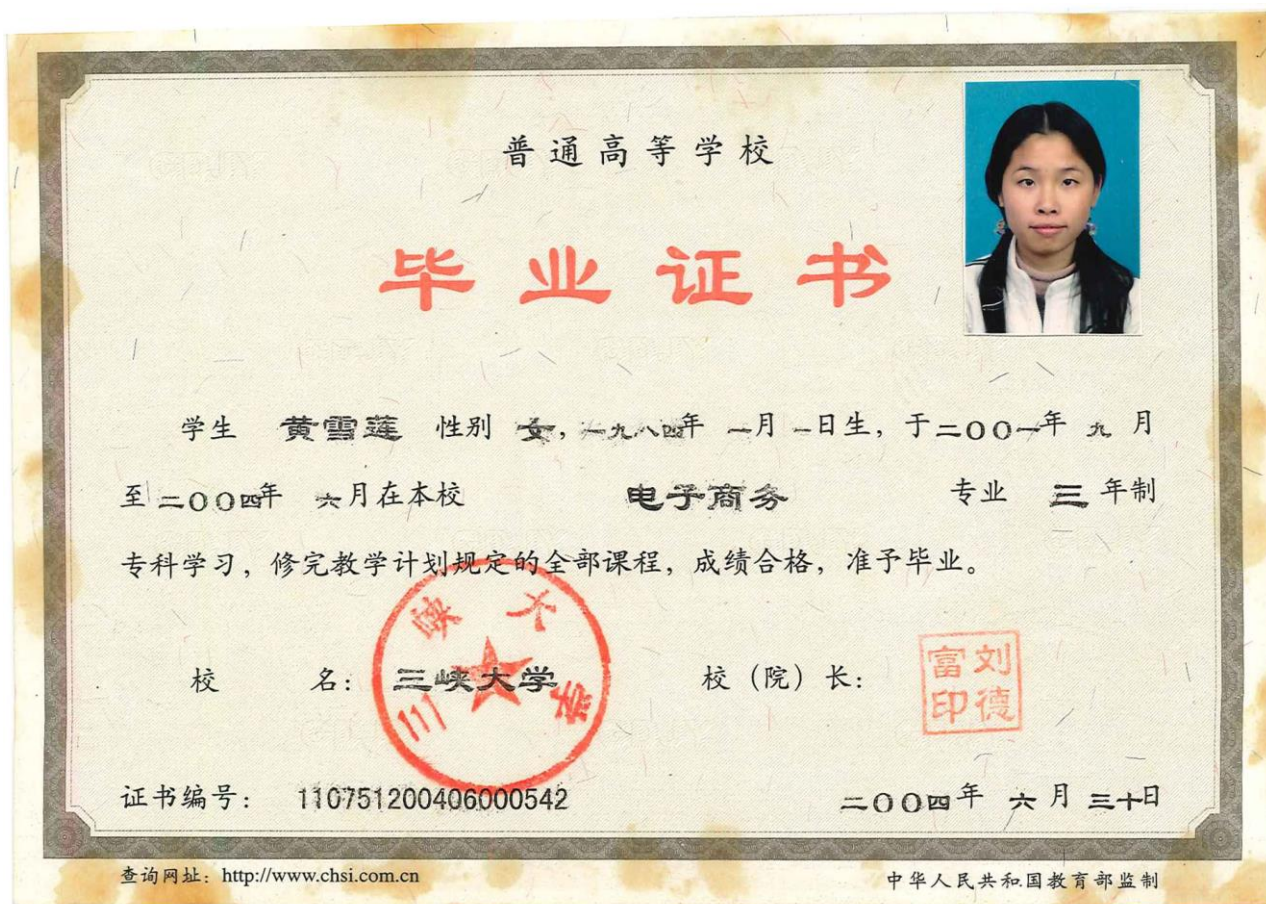 普通高等学校
毕业证书
学生 黄雪莲 性别 女，一九八四年 一月 一日生，于二〇〇一年 九月
至二〇〇四年 六月在本校 电子商务 专业 三 年制
专科学习，修完教学计划规定的全部课程，成绩合格，准予毕业。
校 名：三峡大学 校（院）长：
三峡大学
刘德富印
证书编号： 110751200406000542 二〇〇四年 六月 三十日
查询网址：http://www.chsi.com.cn 中华人民共和国教育部监制